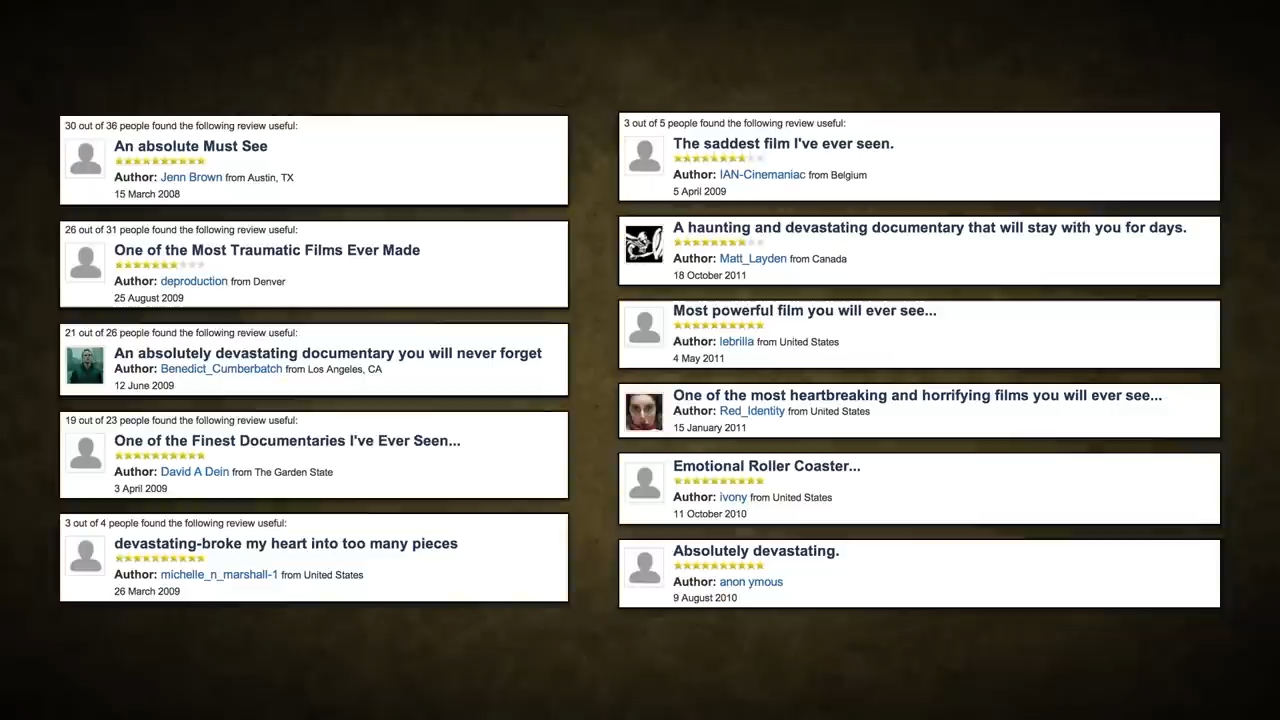 30 out of 36 people found the following review useful:
An absolute Must See
Author: Jenn Brown from Austin, TX
15 March 2008
26 out of 31 people found the following review useful:
One of the Most Traumatic Films Ever Made
Author: deproduction from Denver
25 August 2009
21 out of 26 people found the following review useful:
An absolutely devastating documentary you will never forget
Author: Benedict_Cumberbatch from Los Angeles, CA
12 June 2009
19 out of 23 people found the following review useful:
One of the Finest Documentaries I've Ever Seen...
Author: David A Dein from The Garden State
3 April 2009
3 out of 4 people found the following review useful:
devastating-broke my heart into too many pieces
Author: michelle_n_marshall-1 from United States
26 March 2009
3 out of 5 people found the following review useful:
The saddest film I've ever seen.
Author: IAN-Cinemaniac from Belgium
5 April 2009
A haunting and devastating documentary that will stay with you for days.
Author: Matt_Layden from Canada
18 October 2011
Most powerful film you will ever see...
Author: lebrilla from United States
4 May 2011
One of the most heartbreaking and horrifying films you will ever see...
Author: Red_Identity from United States
15 January 2011
Emotional Roller Coaster...
Author: ivony from United States
11 October 2010
Absolutely devastating.
Author: anon ymous
9 August 2010